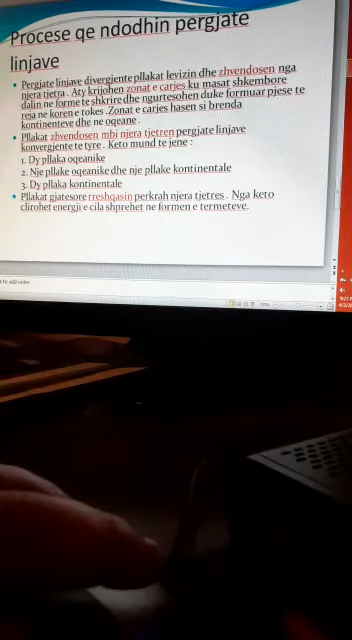 Procese qe ndodhin pergjate
linjave
• Pergjate linjave divergjente pllakat levizin dhe zhvendosen nga
njera tjetra . Aty krijohen zonat e carjes ku masat shkembore
dalin ne forme te shkrire dhe ngurtesohen duke formuar pjese te
reja ne koren e tokes .Zonat e carjes hasen si brenda
kontinenteve dhe ne oqeane .
• Pllakat zhvendosen mbi njera tjetren pergjate linjave
konvergjente te tyre . Keto mund te jene :
1. Dy pllaka oqeanike
2. Nje pllake oqeanike dhe nje pllake kontinentale
3. Dy pllaka kontinentale
• Pllakat gjatesore rreshqasin perkrah njera tjetres . Nga keto
clirohet energji e cila shprehet ne formen e termeteve.
to add notes